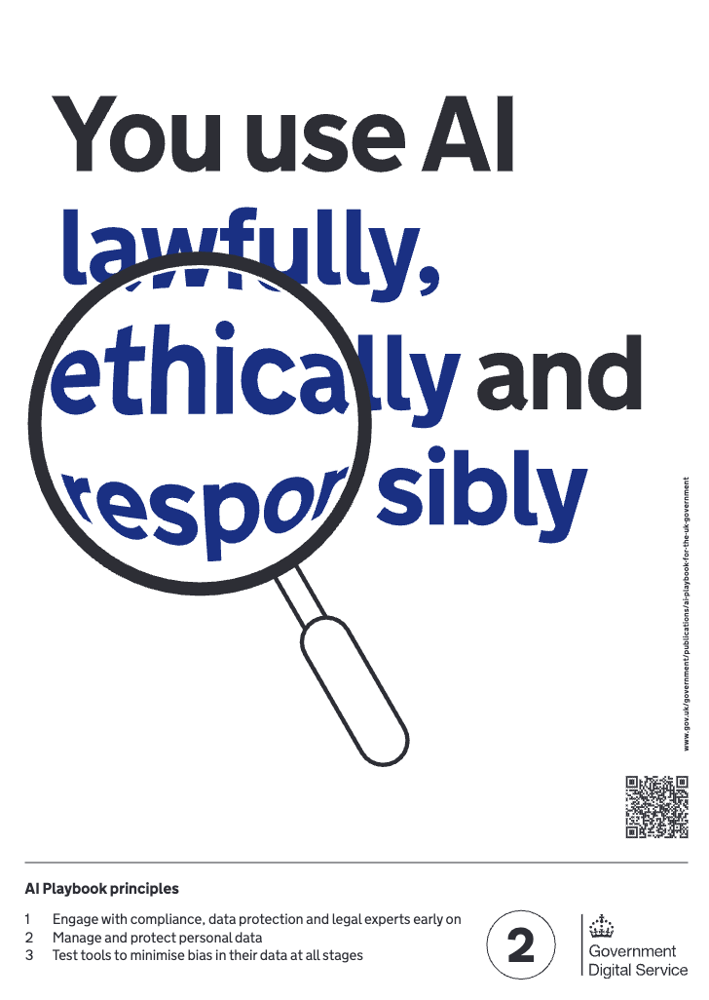 You use AI
lawfully,
ethically and
responsibly
www.gov.uk/government/publications/ai-playbook-for-the-uk-government
AI Playbook principles
1 Engage with compliance, data protection and legal experts early on
2 Manage and protect personal data
3 Test tools to minimise bias in their data at all stages
2
Government
Digital Service